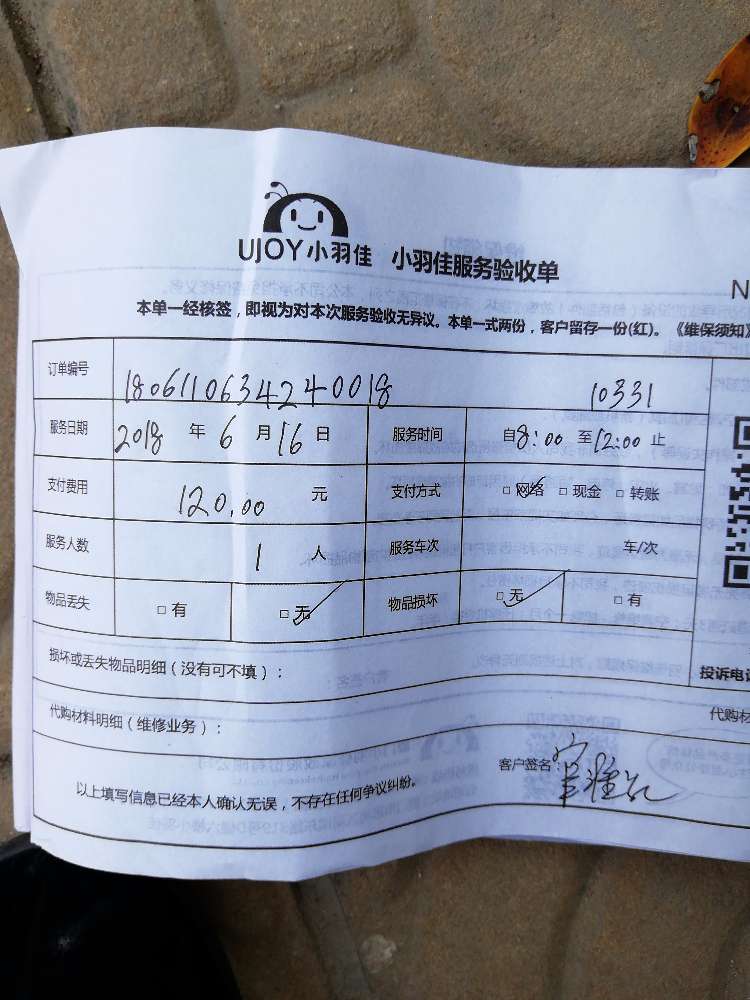 UJOY小羽佳 小羽佳服务验收单
N
本单一经核签，即视为对本次服务验收无异议。本单一式两份，客户留存一份(红)。《维保须知》
订单编号 1806110634240018 10331
服务日期 2018 年 6 月 16 日 服务时间 自8:00 至12:00 止
支付费用 120.00 元 支付方式 □ 网络 □ 现金 □ 转账
服务人数 1 人 服务车次 车/次
物品丢失 □ 有 □ 无 物品损坏 □ 无 □ 有
损坏或丢失物品明细（没有可不填）：
投诉电话
代购材料明细（维修业务）：
代购材
客户签名：
以上填写信息已经本人确认无误，不存在任何争议纠纷。